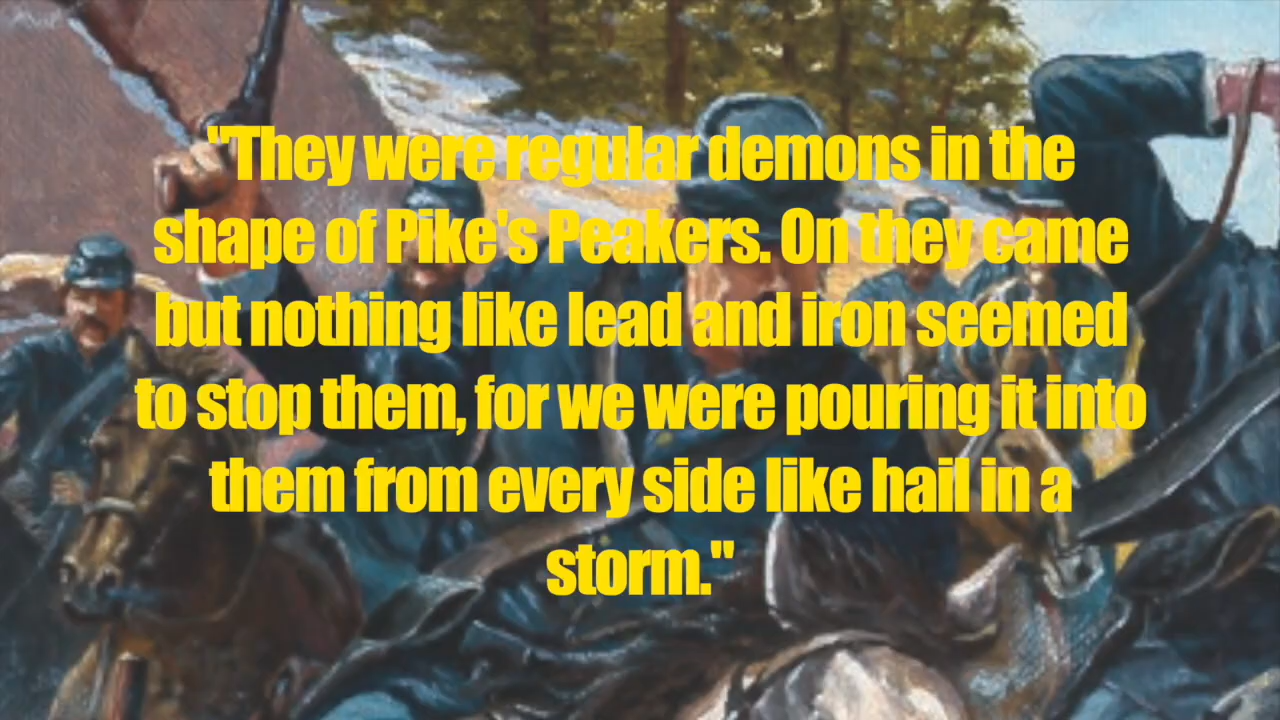 "They were regular demons in the
shape of Pike's Peakers. On they came
but nothing like lead and iron seemed
to stop them, for we were pouring it into
them from every side like hail in a
storm."